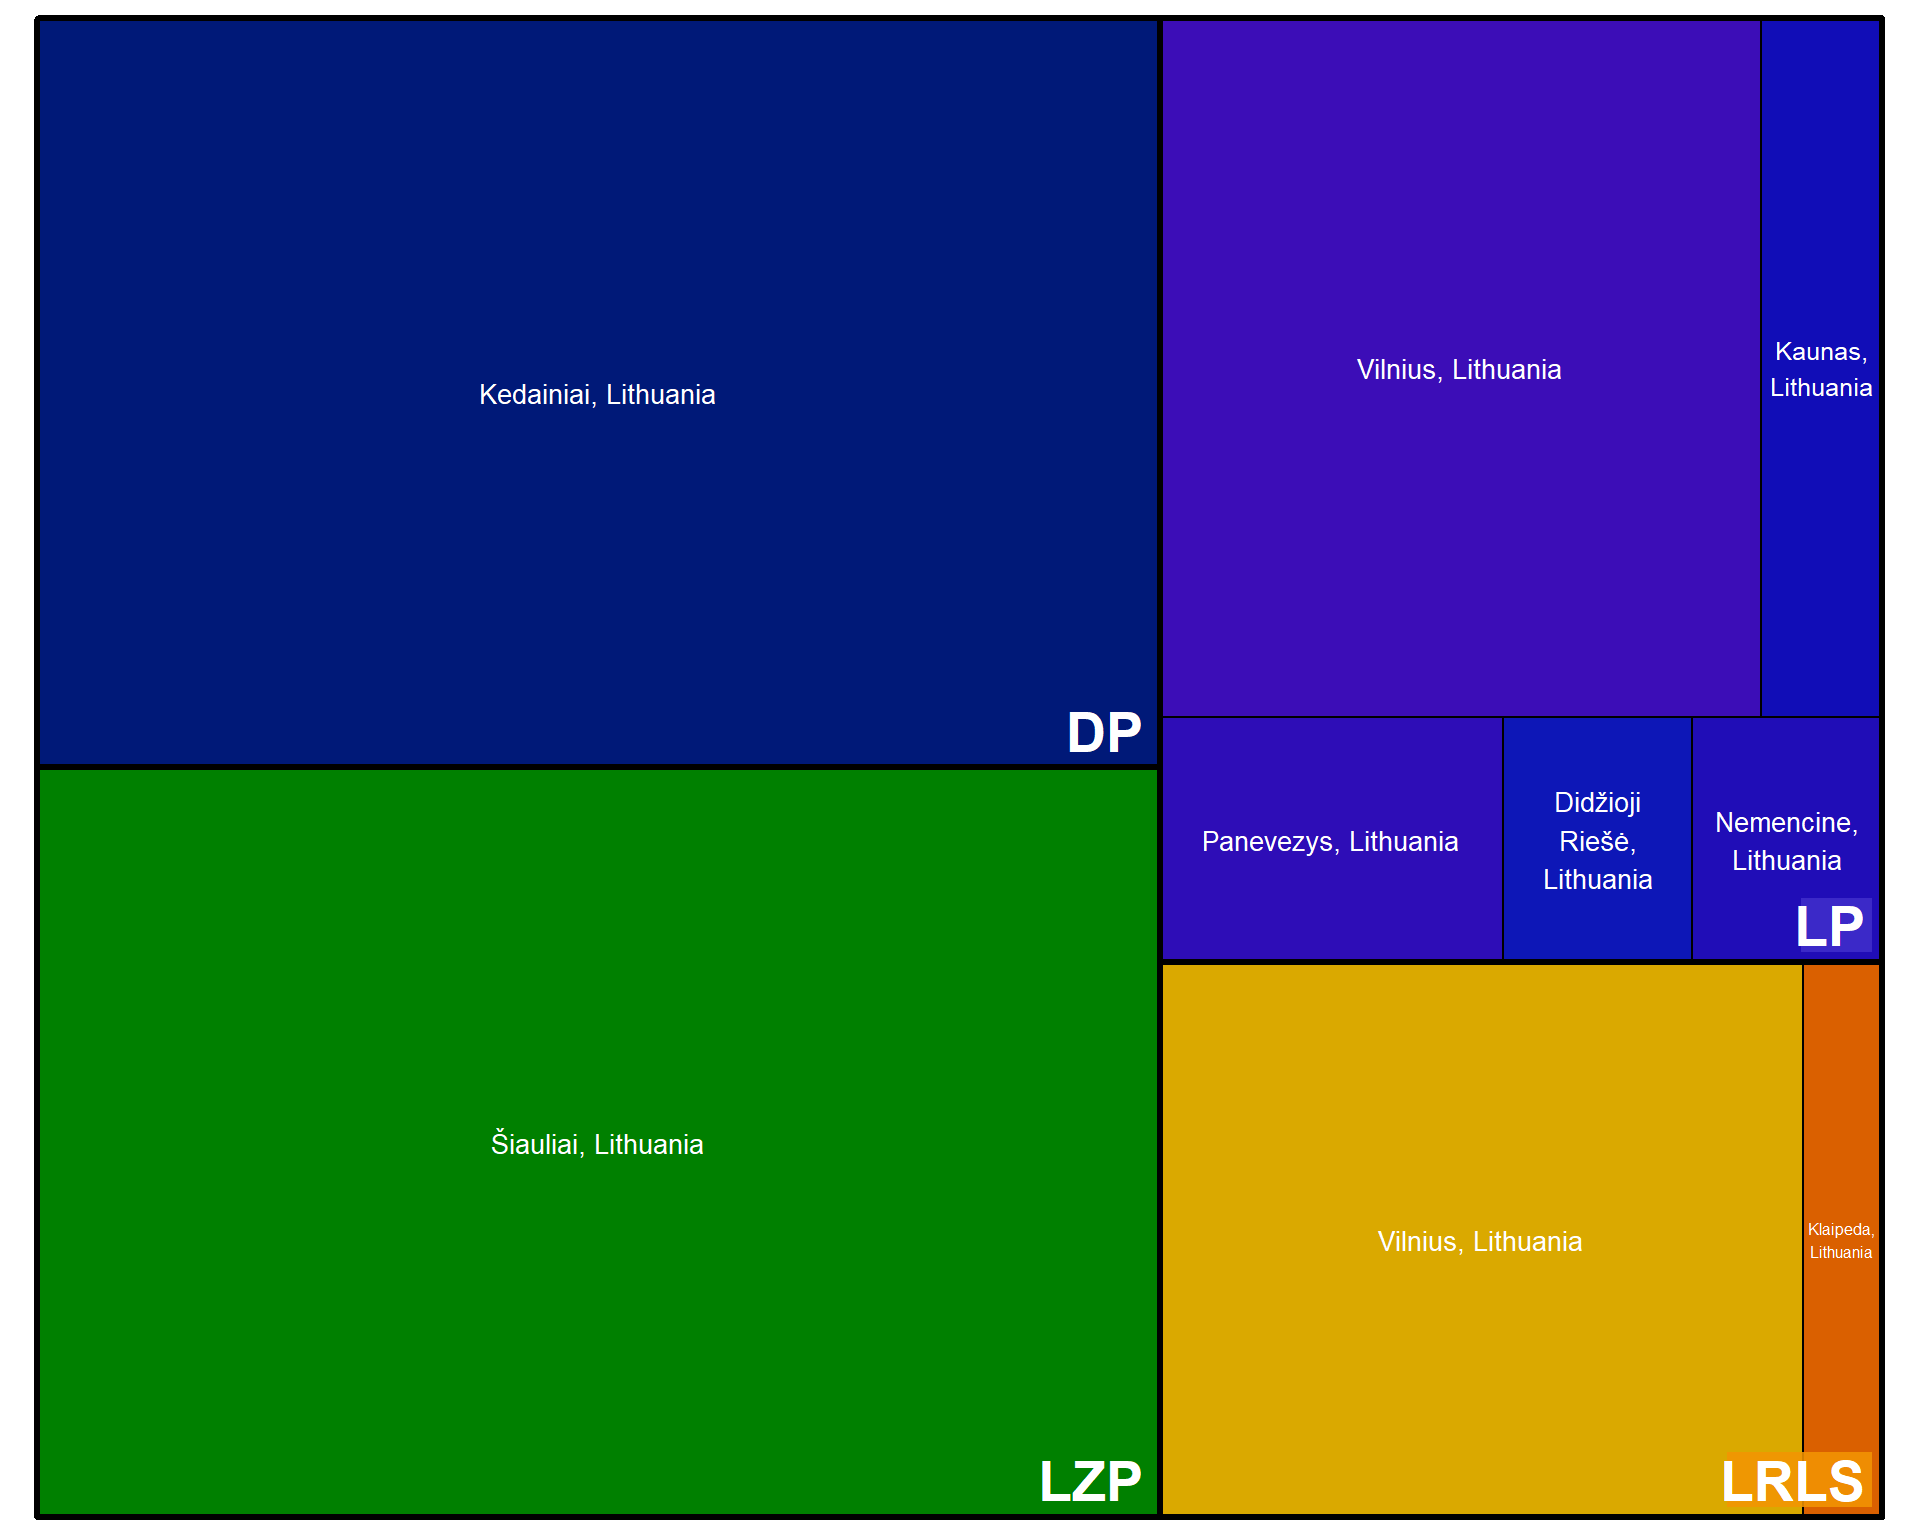 Kedainiai, Lithuania
DP
Šiauliai, Lithuania
LZP
Vilnius, Lithuania
Kaunas,
Lithuania
Panevezys, Lithuania
Didžioji
Riešė,
Lithuania
Nemencine,
Lithuania
LP
Vilnius, Lithuania
Klaipeda,
Lithuania
LRLS